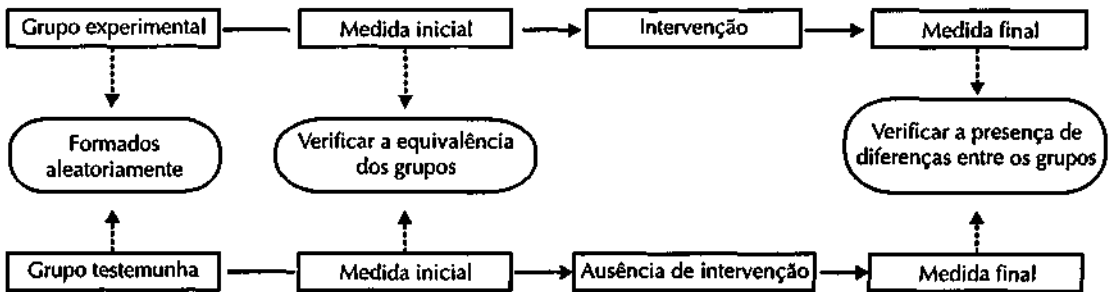 Grupo experimental
Medida inicial
Intervenção
Medida final
Formados
aleatoriamente
Verificar a equivalência
dos grupos
Verificar a presença de
diferenças entre os grupos
Grupo testemunha
Medida inicial
Ausência de intervenção
Medida final